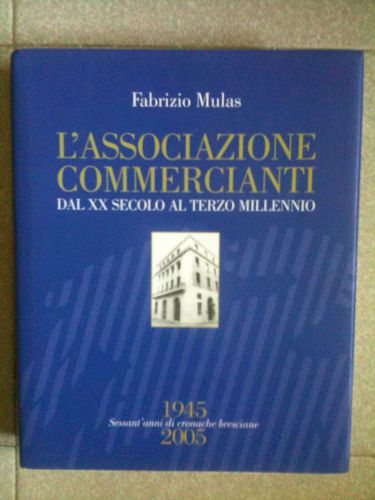 Fabrizio Mulas
L'ASSOCIAZIONE
COMMERCIANTI
DAL XX SECOLO AL TERZO MILLENNIO
1945
Sessant'anni di cronache bresciane
2005